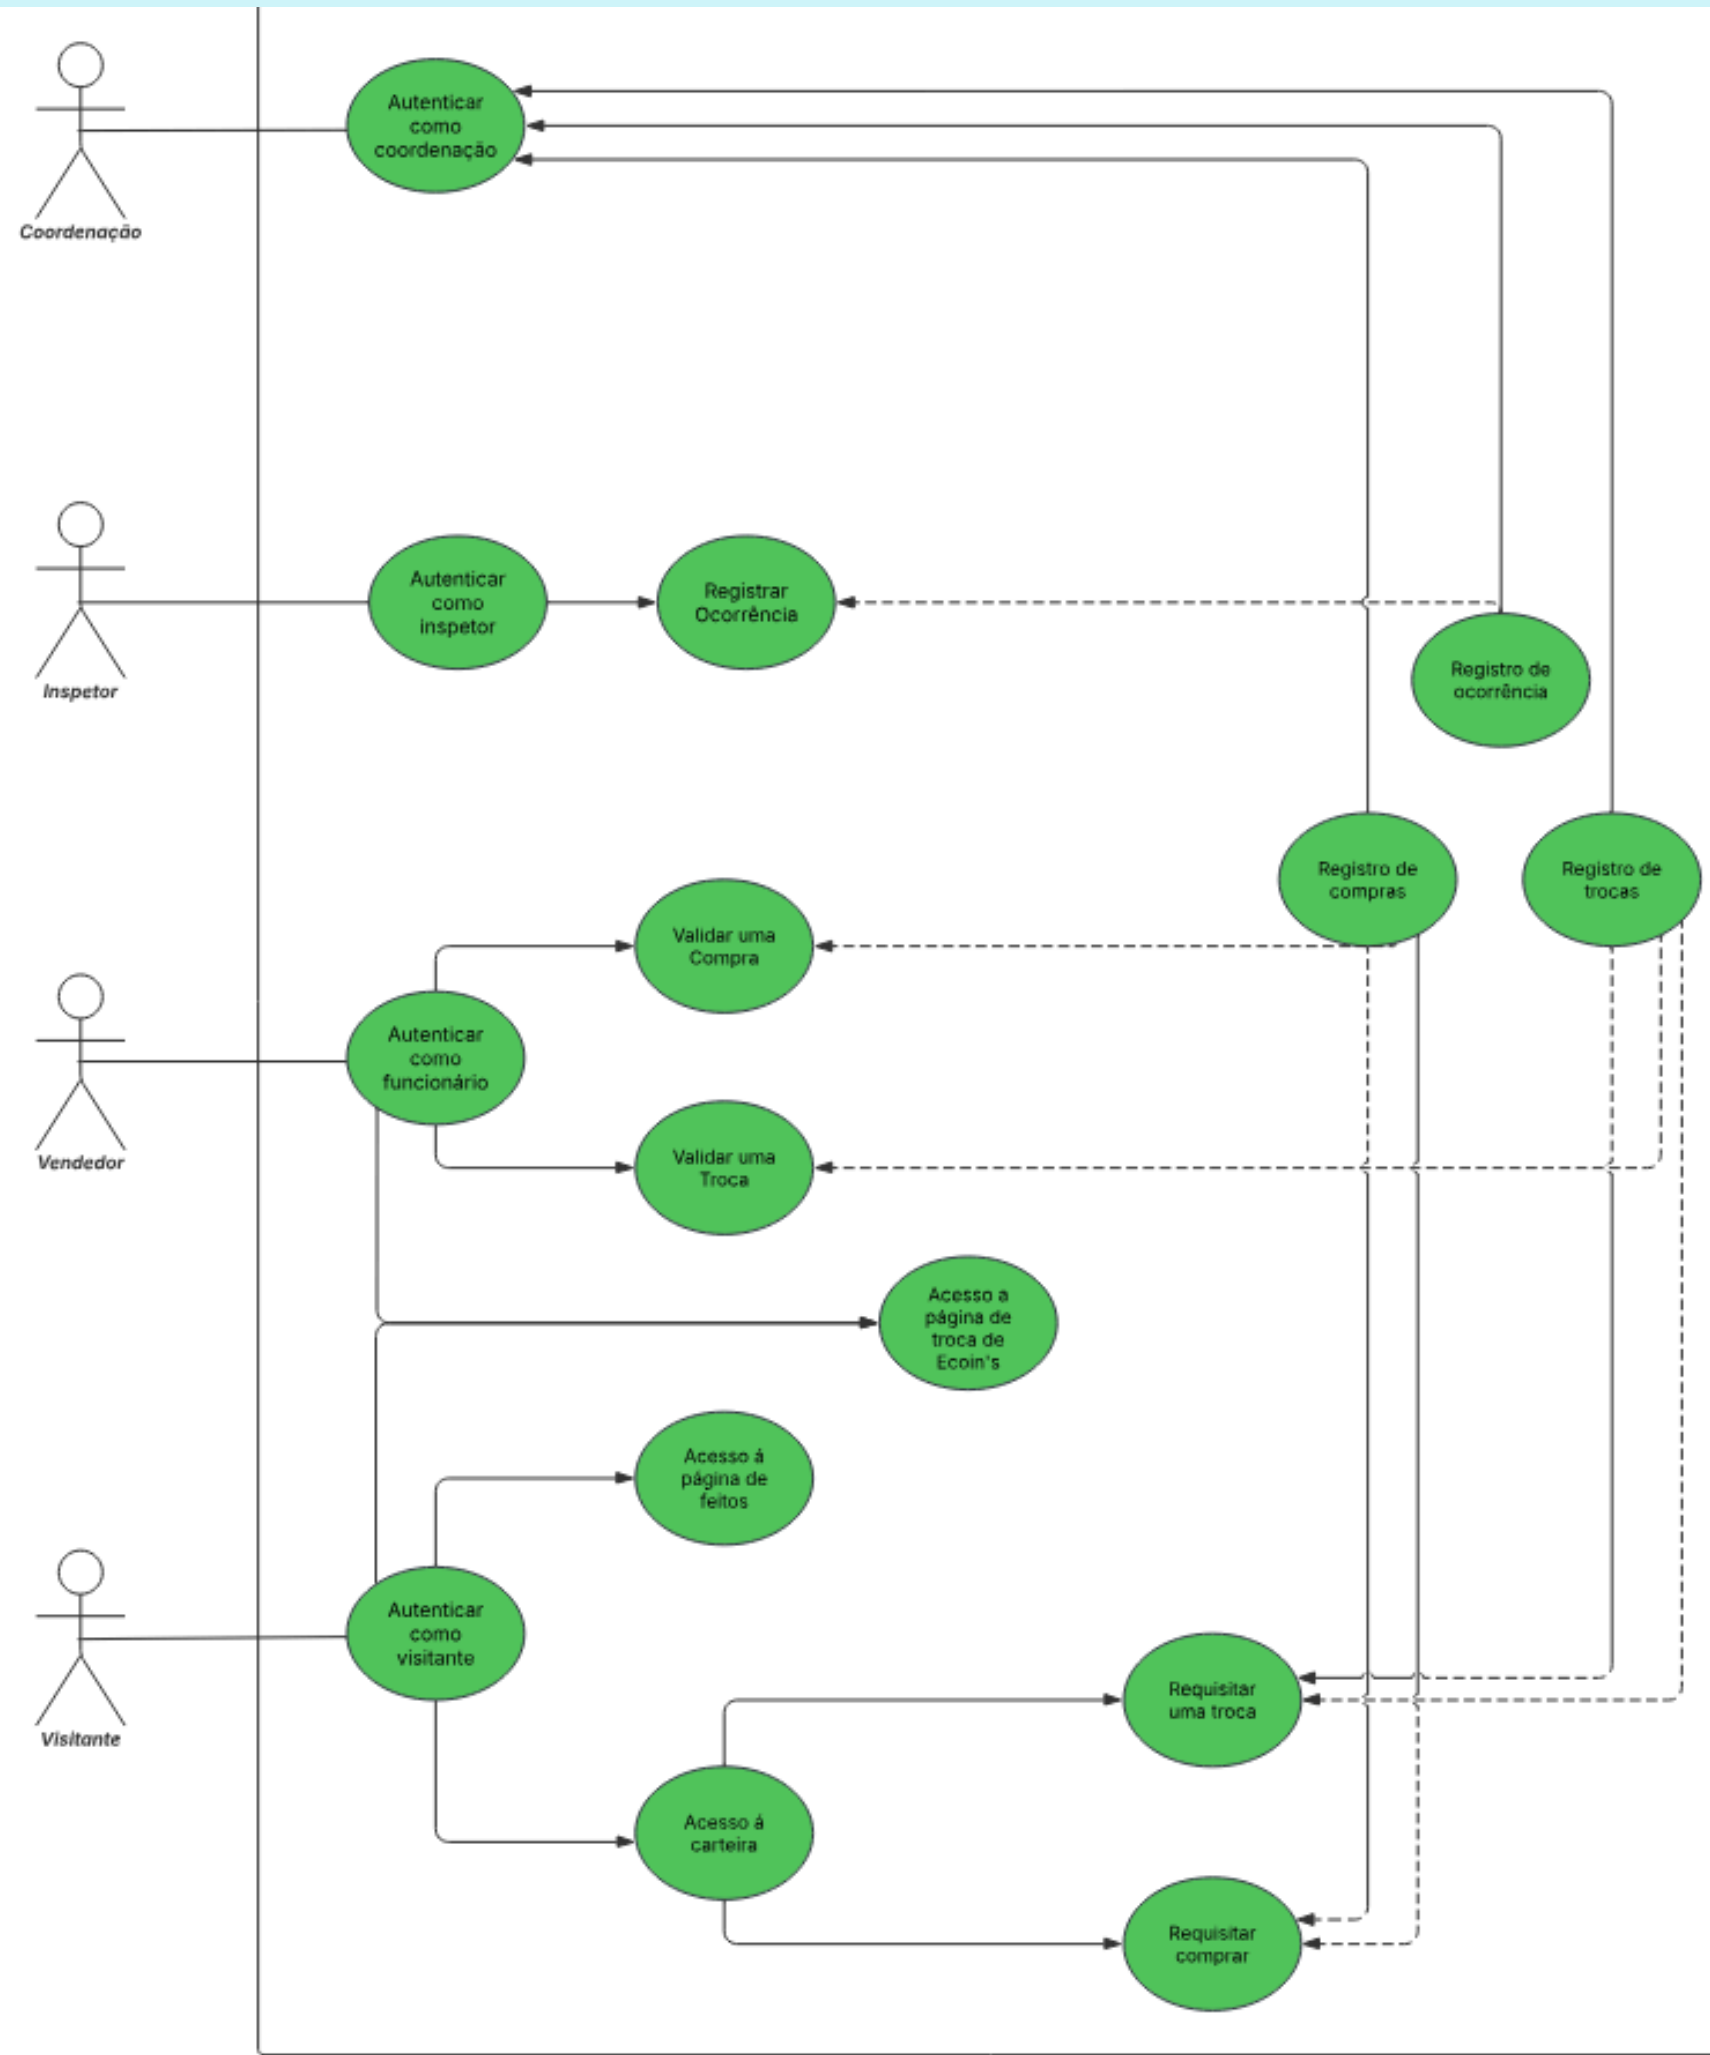 Autenticar
como
coordenação
Coordenação
Autenticar
como
inspetor
Registrar
Ocorrência
Inspetor
Registro de
ocorrência
Registro de
compras
Registro de
trocas
Validar uma
Compra
Autenticar
como
funcionário
Vendedor
Validar uma
Troca
Acesso a
página de
troca de
Ecoin's
Acesso á
página de
feitos
Autenticar
como
visitante
Visitante
Requisitar
uma troca
Acesso á
carteira
Requisitar
comprar